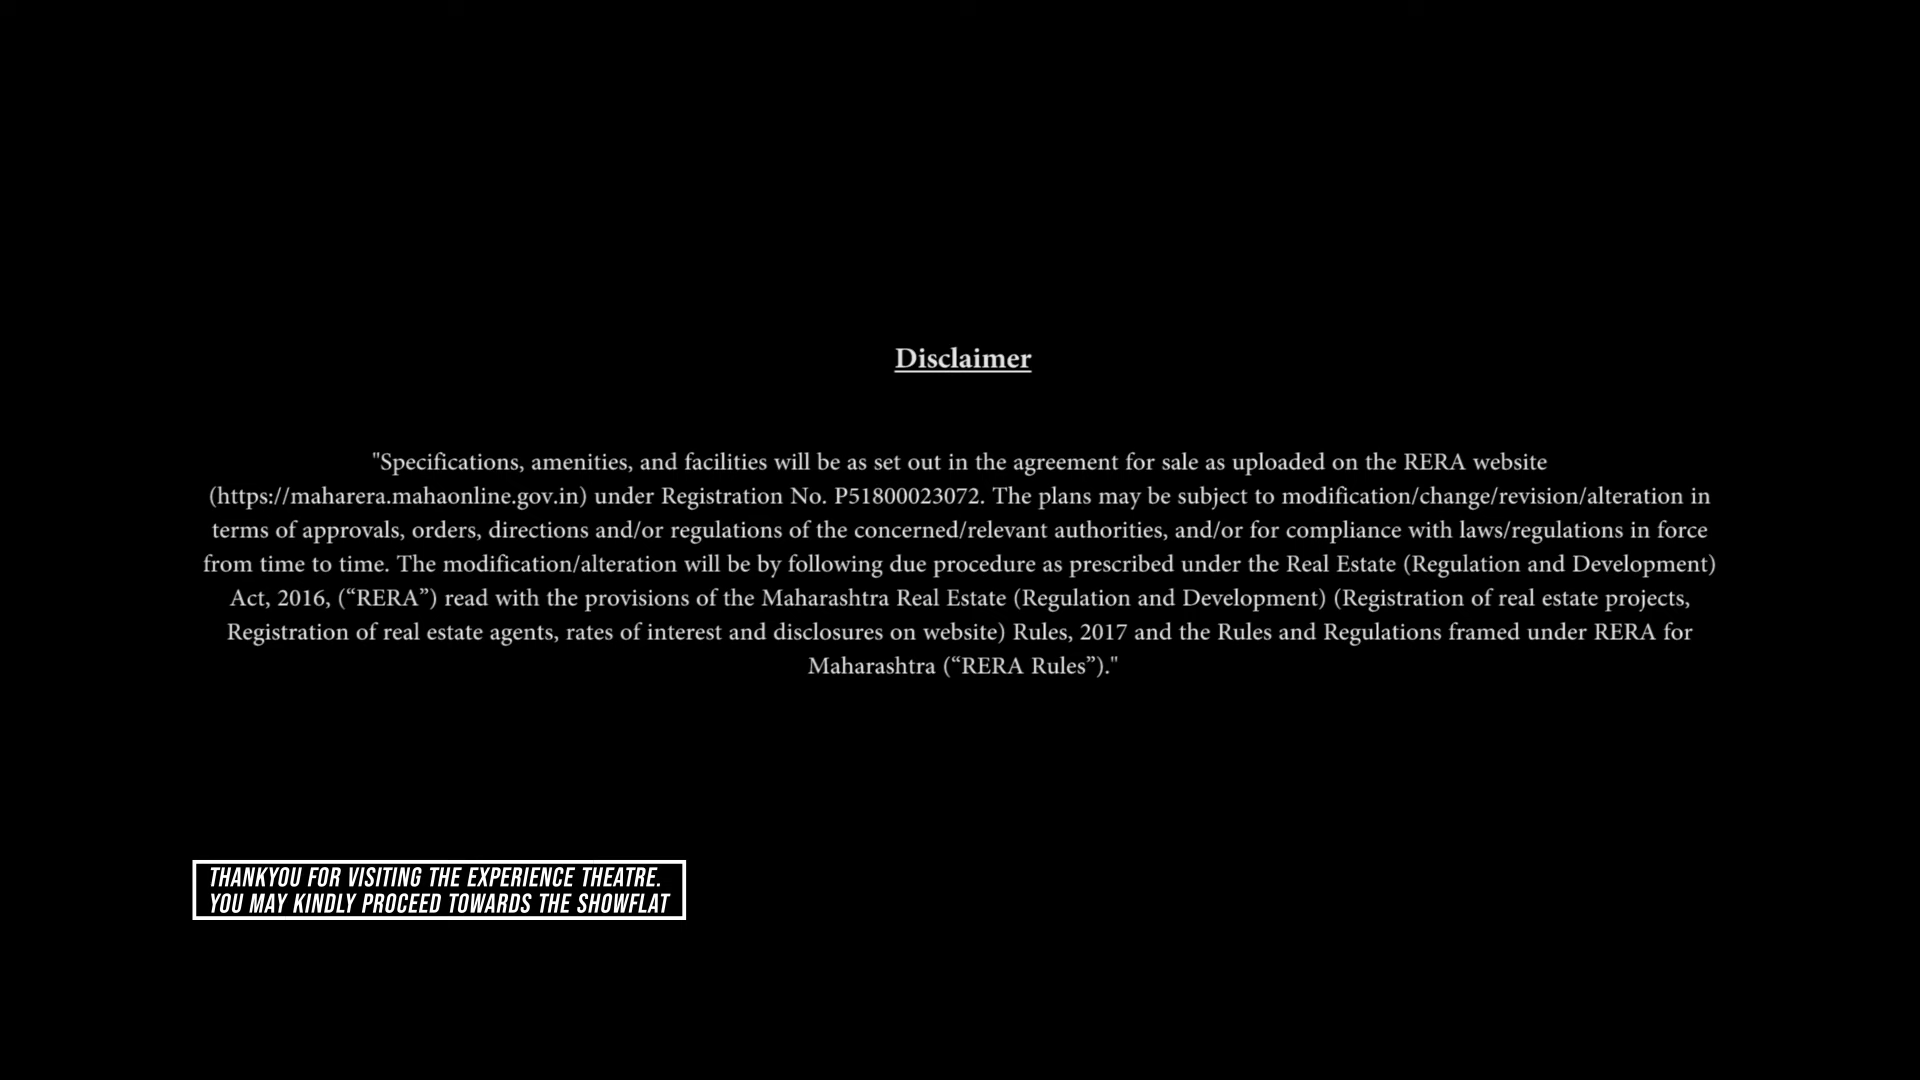 Disclaimer
"Specifications, amenities, and facilities will be as set out in the agreement for sale as uploaded on the RERA website
(https://maharera.mahaonline.gov.in) under Registration No. P51800023072. The plans may be subject to modification/change/revision/alteration in
terms of approvals, orders, directions and/or regulations of the concerned/relevant authorities, and/or for compliance with laws/regulations in force
from time to time. The modification/alteration will be by following due procedure as prescribed under the Real Estate (Regulation and Development)
Act, 2016, (“RERA”) read with the provisions of the Maharashtra Real Estate (Regulation and Development) (Registration of real estate projects,
Registration of real estate agents, rates of interest and disclosures on website) Rules, 2017 and the Rules and Regulations framed under RERA for
Maharashtra (“RERA Rules”)."
THANKYOU FOR VISITING THE EXPERIENCE THEATRE.
YOU MAY KINDLY PROCEED TOWARDS THE SHOWFLAT